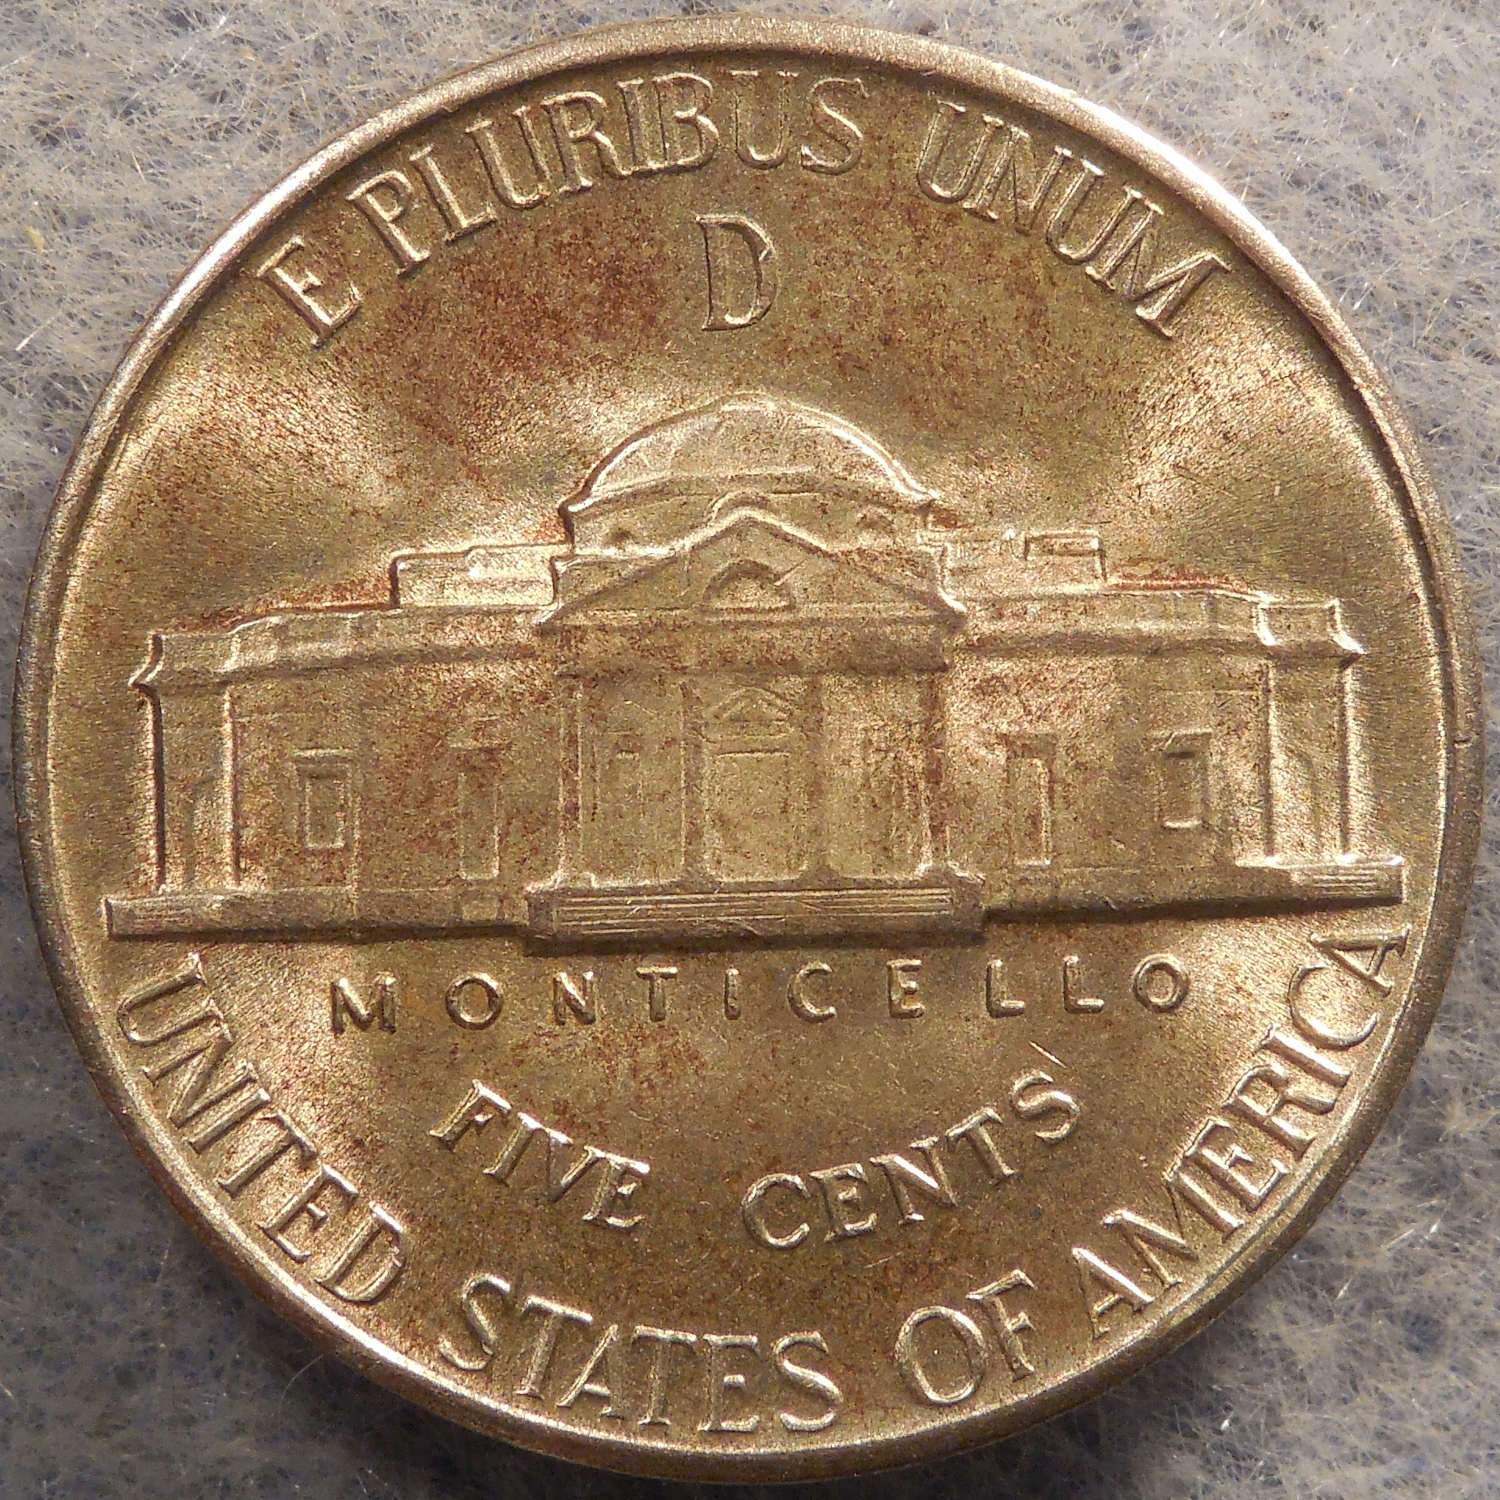 E PLURIBUS UNUM
D
MONTICELLO
FIVE CENTS
UNITED STATES OF AMERICA